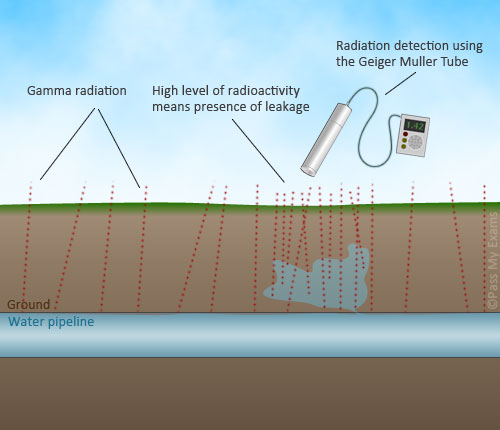 Radiation detection using
the Geiger Muller Tube
Gamma radiation
High level of radioactivity
means presence of leakage
1.42
Ground
Water pipeline
©Pass My Exams